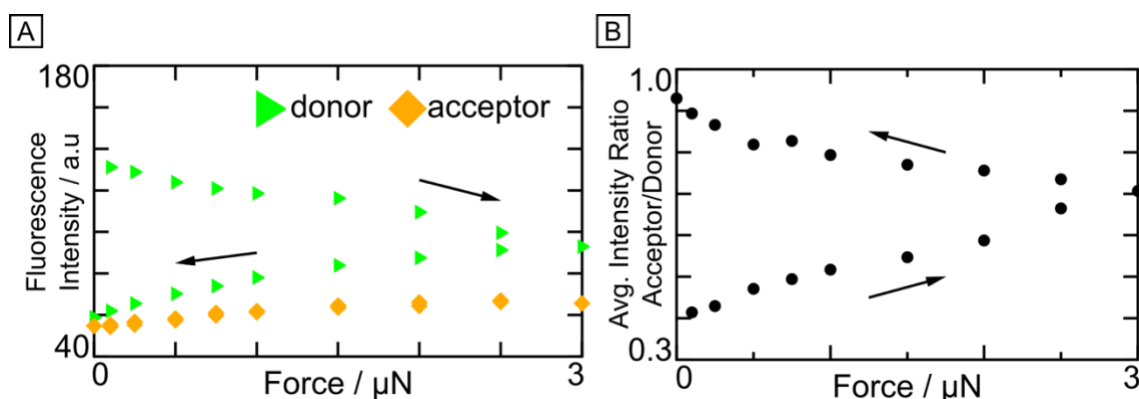 A
180
donor acceptor
Fluorescence
Intensity / a.u
40
0
3
Force / µN
B
1.0
Avg. Intensity Ratio
Acceptor/Donor
0.3
0
3
Force / µN